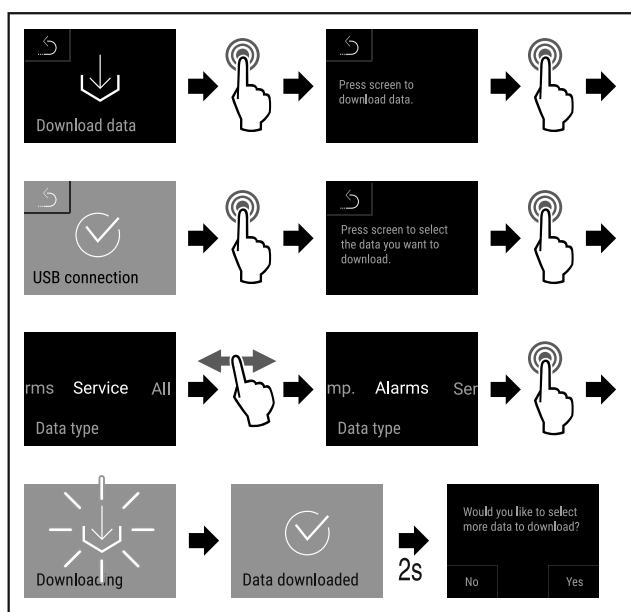 Download data
Press screen to
download data.
USB connection
Press screen to select
the data you want to
download.
rms Service All
Data type
mp. Alarms Ser
Data type
Downloading
Data downloaded
2s
Would you like to select
more data to download?
No Yes